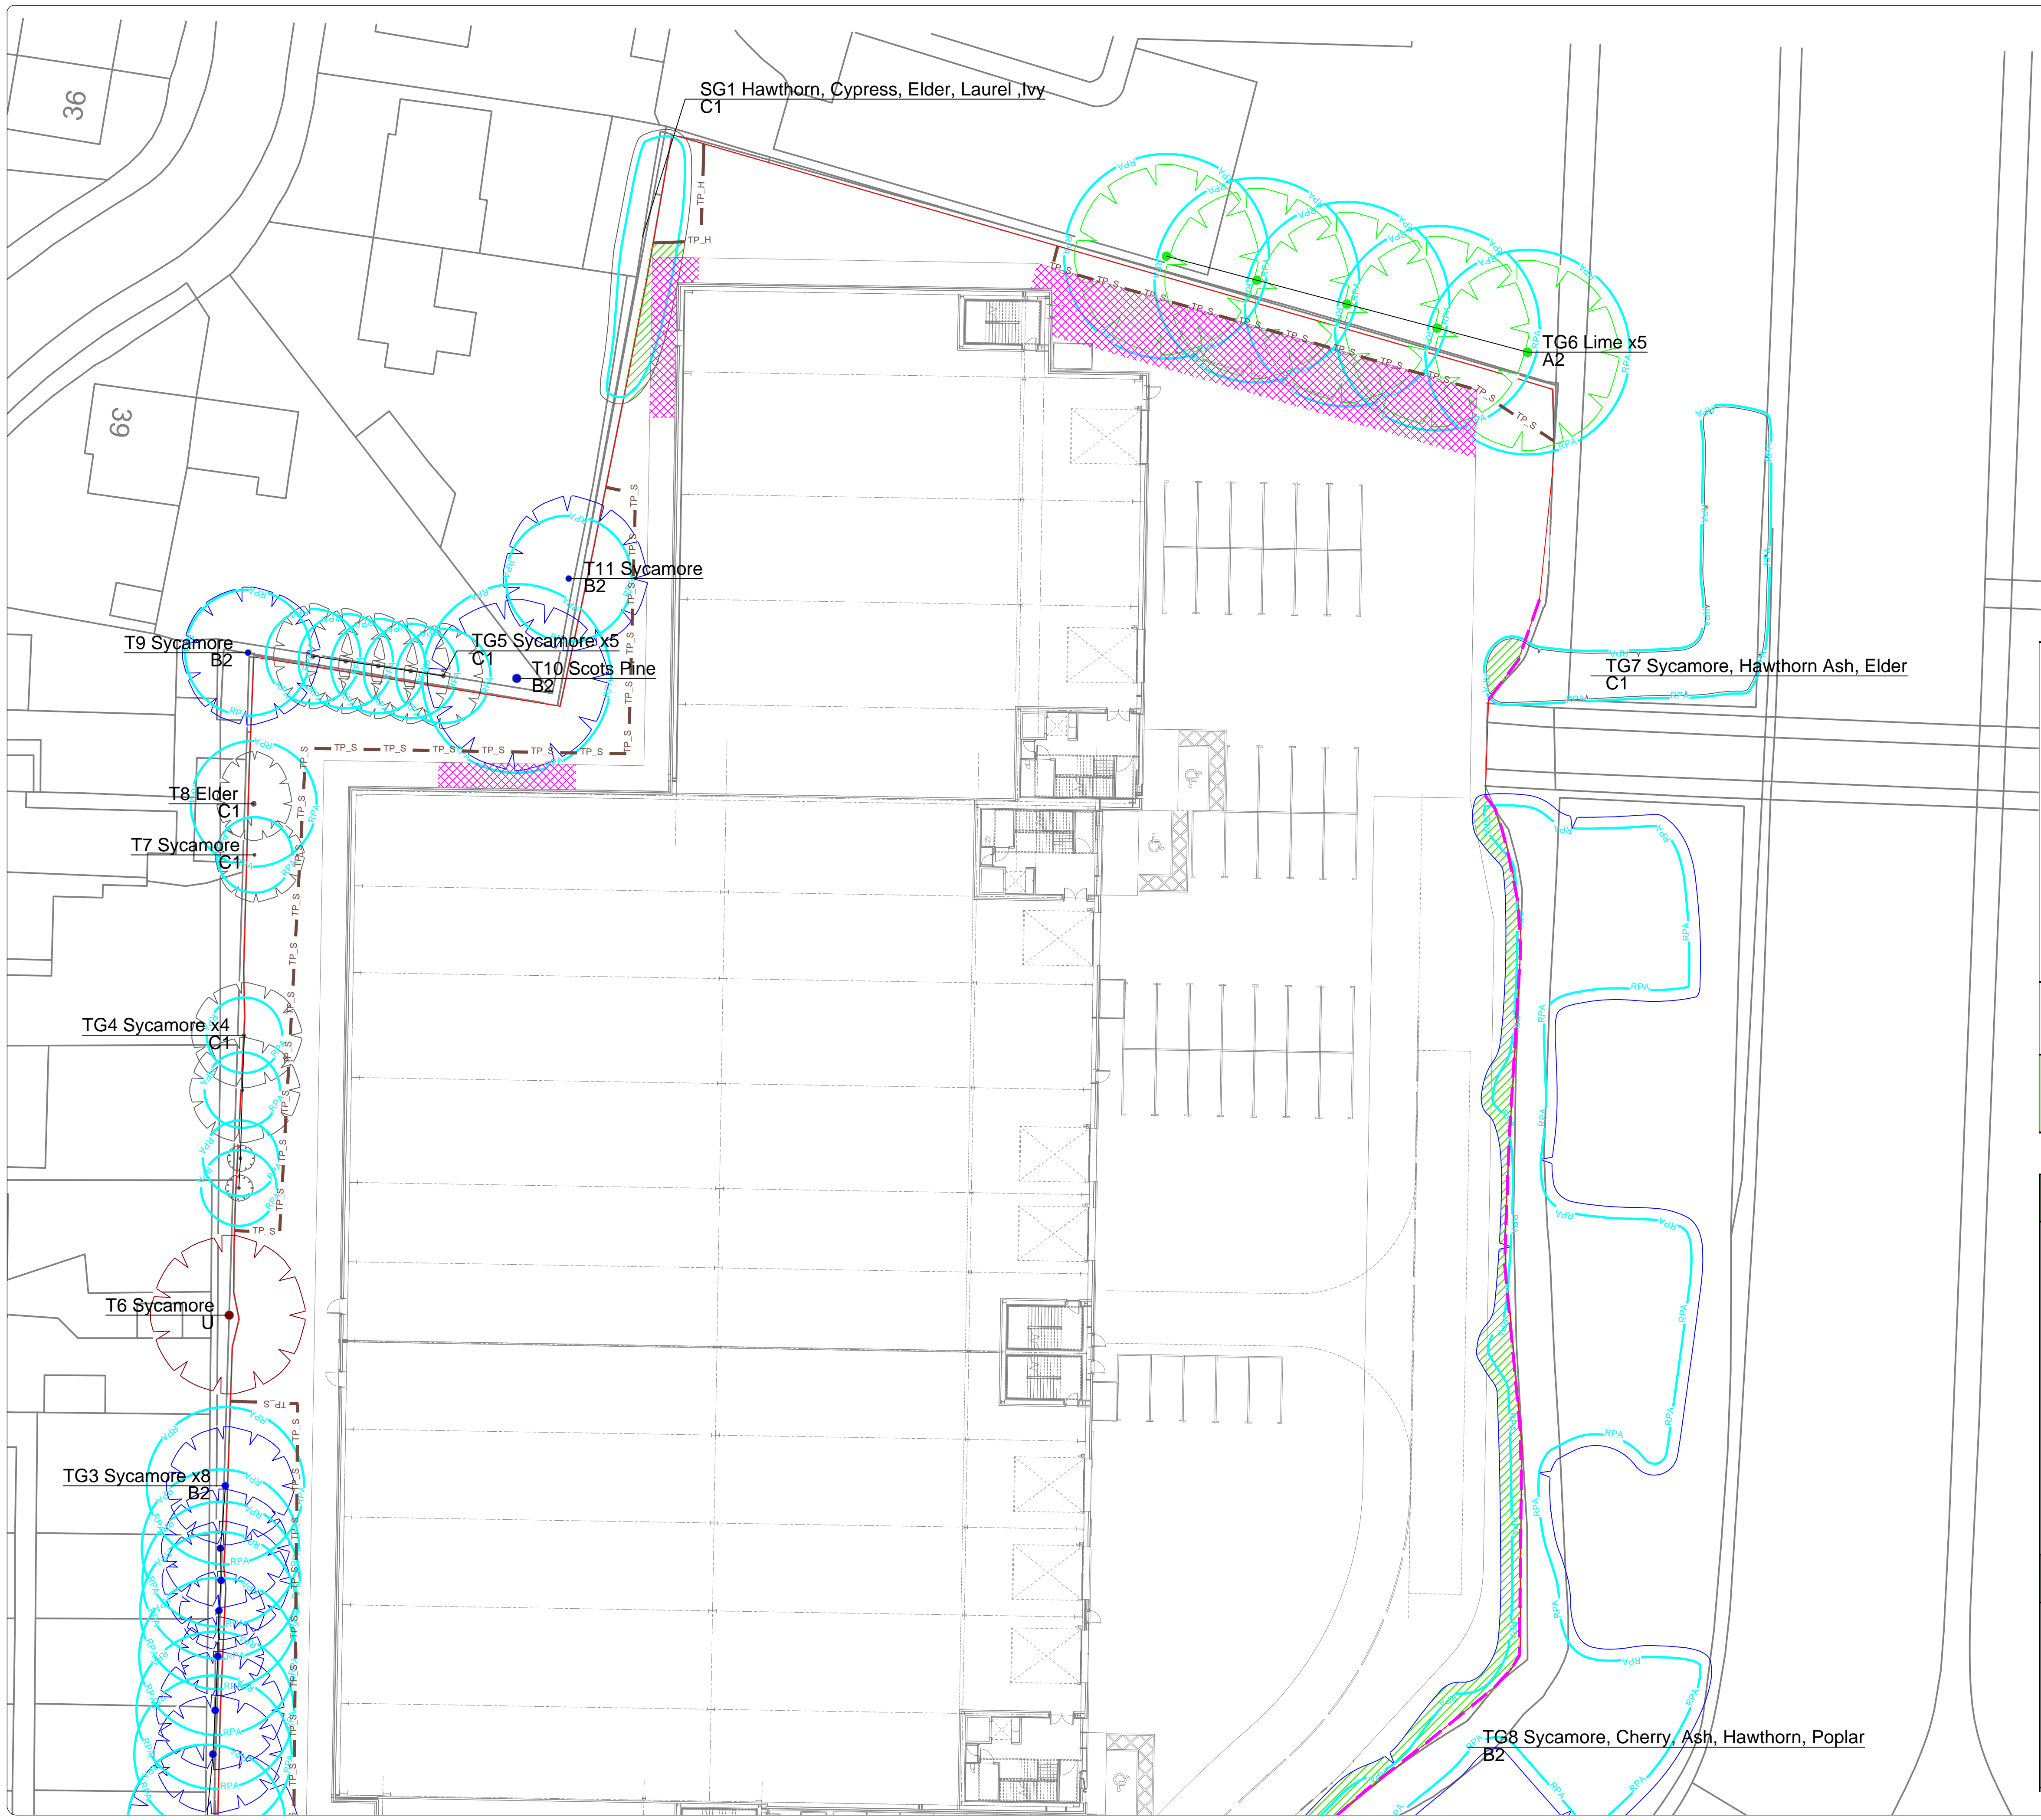 36
SG1 Hawthorn, Cypress, Elder, Laurel ,Ivy
C1
TP_H
TP_H
RPA
TG6 Lime x5
A2
TP_S
39
T11 Sycamore
B2
T9 Sycamore
B2
TG5 Sycamore x5
C1
T10 Scots Pine
B2
TG7 Sycamore, Hawthorn Ash, Elder
C1
T8 Elder
C1
T7 Sycamore
C1
TG4 Sycamore x4
C1
T6 Sycamore
U
TG3 Sycamore x8
B2
TG8 Sycamore, Cherry, Ash, Hawthorn, Poplar
B2